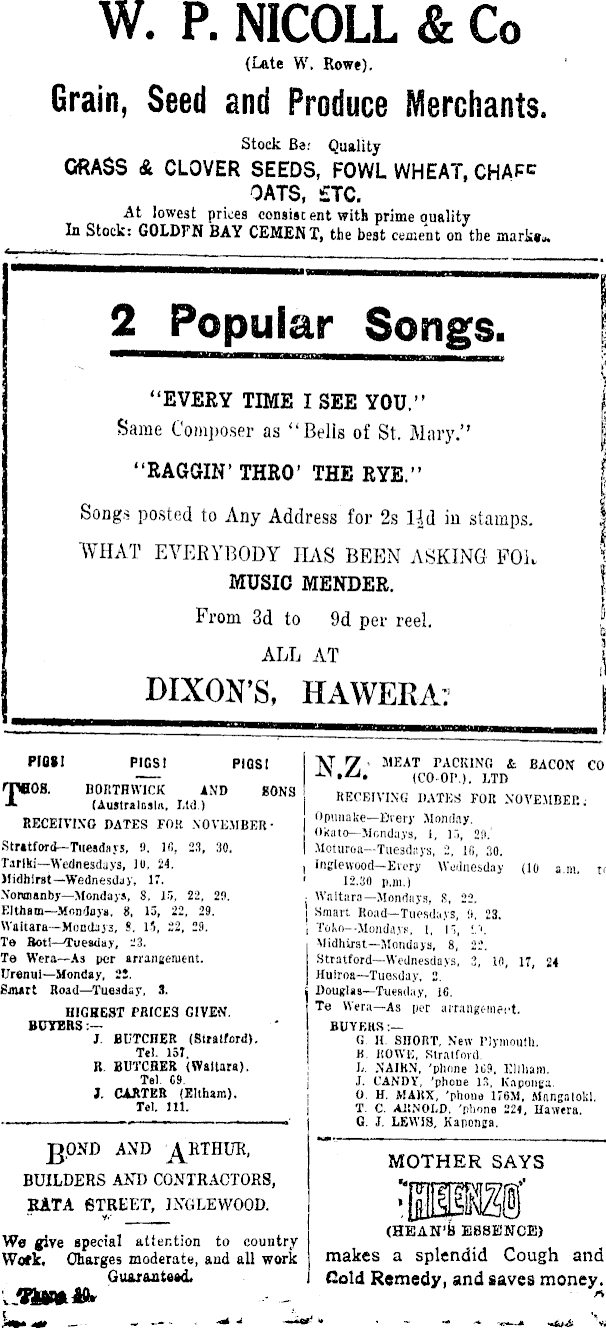 W. P. NICOLL & Co
(Late W. Rowe).
Grain, Seed and Produce Merchants.
Stock Quality
GRASS & CLOVER SEEDS, FOWL WHEAT, CHAFF
OATS, ETC.
At lowest prices consistent with prime quality
In Stock: GOLDEN BAY CEMENT, the best cement on the market.
2 Popular Songs.
"EVERY TIME I SEE YOU."
Same Composer as "Bells of St. Mary."
"RAGGIN' THRO' THE RYE."
Songs posted to Any Address for 2s 1½d in stamps.
WHAT EVERYBODY HAS BEEN ASKING FOR
MUSIC MENDER.
From 3d to 9d per reel.
ALL AT
DIXON'S, HAWERA.
PIGS! PIGS! PIGS!
THOS. BORTHWICK AND SONS
(Australasia, Ltd.)
RECEIVING DATES FOR NOVEMBER.
Stratford—Tuesdays, 9, 16, 23, 30.
Tariki—Wednesdays, 10, 24.
Midhirst—Wednesday, 17.
Normanby—Mondays, 8, 15, 22, 29.
Eltham—Mondays, 8, 15, 22, 29.
Waitara—Mondays, 8, 15, 22, 29.
Te Roti—Tuesday, 23.
Te Wera—As per arrangement.
Urenui—Monday, 22.
Smart Road—Tuesday,
HIGHEST PRICES GIVEN.
BUYERS:—
J. BUTCHER (Stratford).
Tel. 157.
R. BUTCHER (Waitara).
Tel. 69.
J. CARTER (Eltham).
Tel. 111.
BOND AND ARTHUR,
BUILDERS AND CONTRACTORS,
RATA STREET, INGLEWOOD.
We give special attention to country
Work. Charges moderate, and all work
Guaranteed.
N.Z. MEAT PACKING & BACON CO
(CO-OP.), LTD
RECEIVING DATES FOR NOVEMBER:
Opunake—Every Monday.
Okato—Mondays, 1, 15, 29.
Moturoa—Tuesdays, 2, 16, 30.
Inglewood—Every Wednesday (10 a.m. to
12.30 p.m.)
Waitara—Mondays, 8, 22.
Smart Road—Tuesdays, 9, 23.
Toko—Mondays, 1, 15,
Midhirst—Mondays, 8, 22.
Stratford—Wednesdays, 3, 10, 17, 24
Huiroa—Tuesday, 2.
Douglas—Tuesday, 16.
Te Wera—As per arrangement.
BUYERS:—
G. H. SHORT, New Plymouth.
R. ROWE, Stratford.
L. NAIRN, 'phone 169, Eltham.
J. CANDY, 'phone 13, Kaponga.
O. H. MARX, 'phone 176M, Mangatoki.
T. C. ARNOLD, 'phone 224, Hawera.
G. J. LEWIS, Kaponga.
MOTHER SAYS
"HEENZO"
(HEAN'S ESSENCE)
makes a splendid Cough and
Cold Remedy, and saves money.